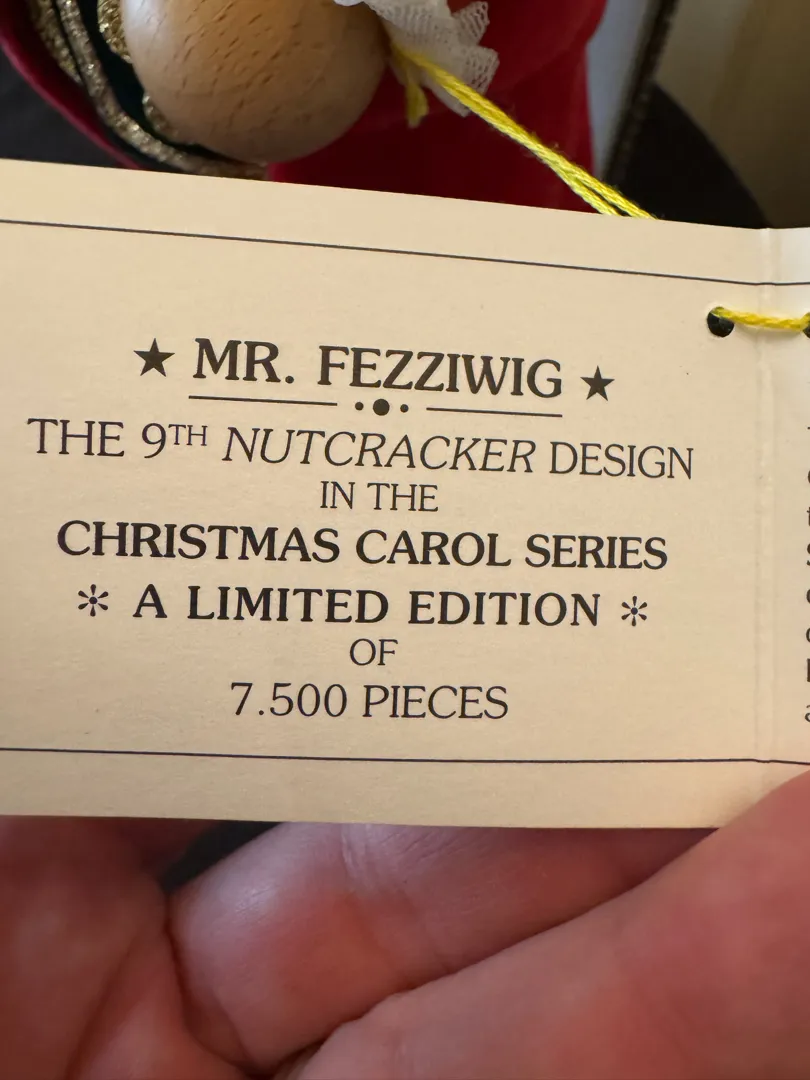 ★ MR. FEZZIWIG ★
THE 9TH NUTCRACKER DESIGN
IN THE
CHRISTMAS CAROL SERIES
* A LIMITED EDITION *
OF
7.500 PIECES